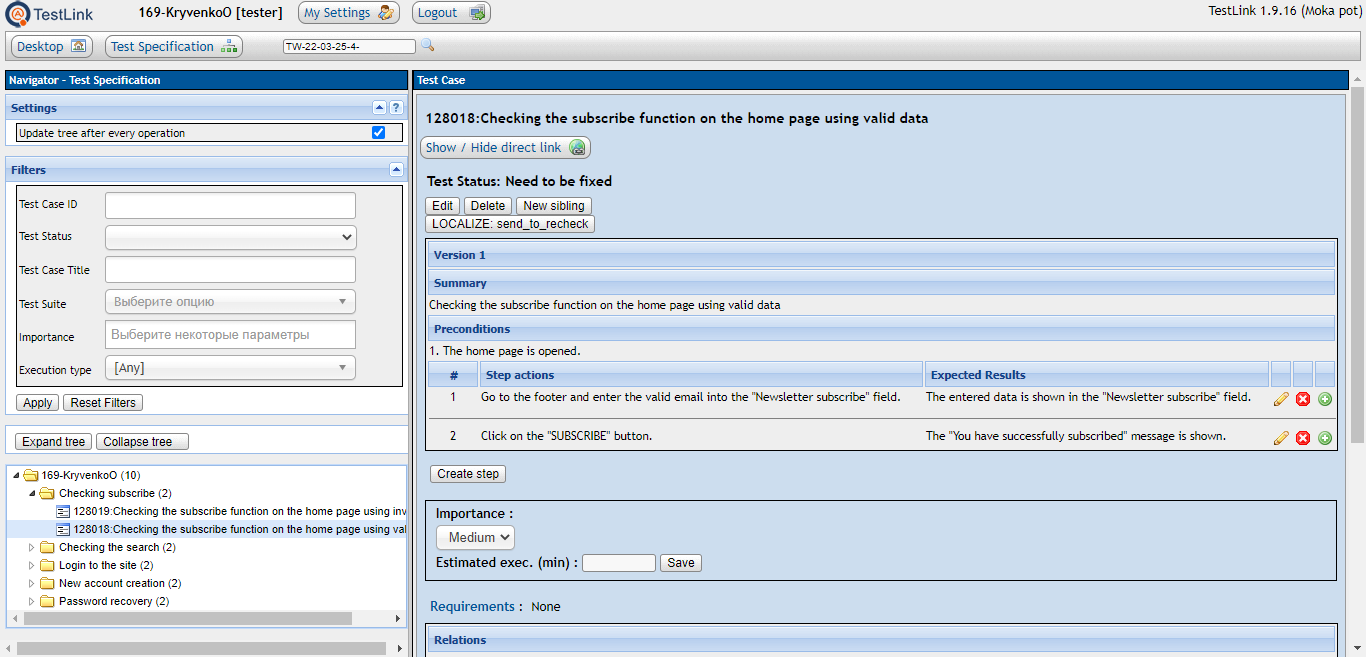 TestLink
169-KryvenkoO [tester]
My Settings
Logout
TestLink 1.9.16 (Moka pot)
Desktop
Test Specification
TW-22-03-25-4-
Navigator - Test Specification
Settings
?
Update tree after every operation
Filters
Test Case ID
Test Status
Test Case Title
Test Suite
Выберите опцию
Importance
Выберите некоторые параметры
Execution type
[Any]
Apply
Reset Filters
Expand tree
Collapse tree
169-KryvenkoO (10)
Checking subscribe (2)
128019:Checking the subscribe function on the home page using inv
128018:Checking the subscribe function on the home page using val
Checking the search (2)
Login to the site (2)
New account creation (2)
Password recovery (2)
Test Case
128018:Checking the subscribe function on the home page using valid data
Show / Hide direct link
Test Status: Need to be fixed
Edit
Delete
New sibling
LOCALIZE: send_to_recheck
Version 1
Summary
Checking the subscribe function on the home page using valid data
Preconditions
1. The home page is opened.
# Step actions Expected Results
1 Go to the footer and enter the valid email into the "Newsletter subscribe" field. The entered data is shown in the "Newsletter subscribe" field.
2 Click on the "SUBSCRIBE" button. The "You have successfully subscribed" message is shown.
Create step
Importance :
Medium
Estimated exec. (min) :
Save
Requirements : None
Relations